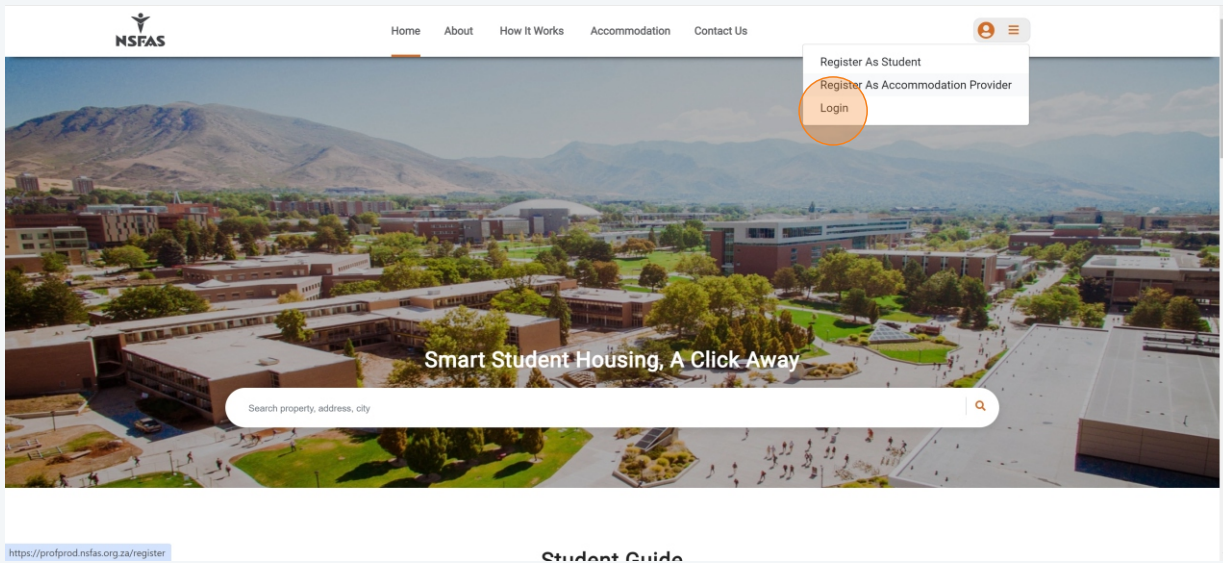 NSFAS
Home About How It Works Accommodation Contact Us
Register As Student
Register As Accommodation Provider
Login
Smart Student Housing, A Click Away
Search property, address, city
Student Guide
https://profprod.nsfas.org.za/register